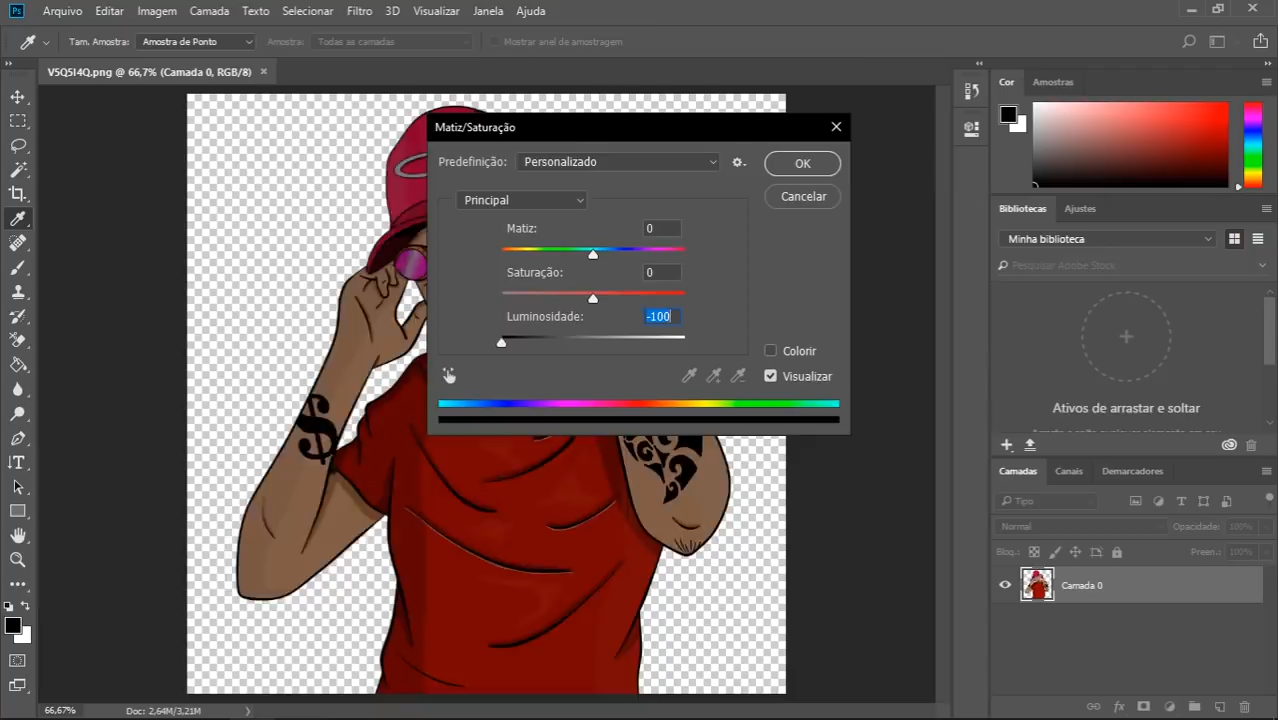 Ps Arquivo Editar Imagem Camada Texto Selecionar Filtro 3D Visualizar Janela Ajuda
Tam. Amostra: Amostra de Ponto Amostra: Todas as camadas Mostrar anel de amostragem
V5Q5I4Q.png @ 66,7% (Camada 0, RGB/8)
Matiz/Saturação
Predefinição: Personalizado
OK
Cancelar
Principal
Matiz: 0
Saturação: 0
Luminosidade: -100
Colorir
Visualizar
$
Cor Amostras
Bibliotecas Ajustes
Minha biblioteca
Pesquisar Adobe Stock
Ativos de arrastar e soltar
Camadas Canais Demarcadores
Tipo
Normal Opacidade: 100%
Bloq.: Preen.: 100%
Camada 0
66,67% Doc: 2,64M/3,21M